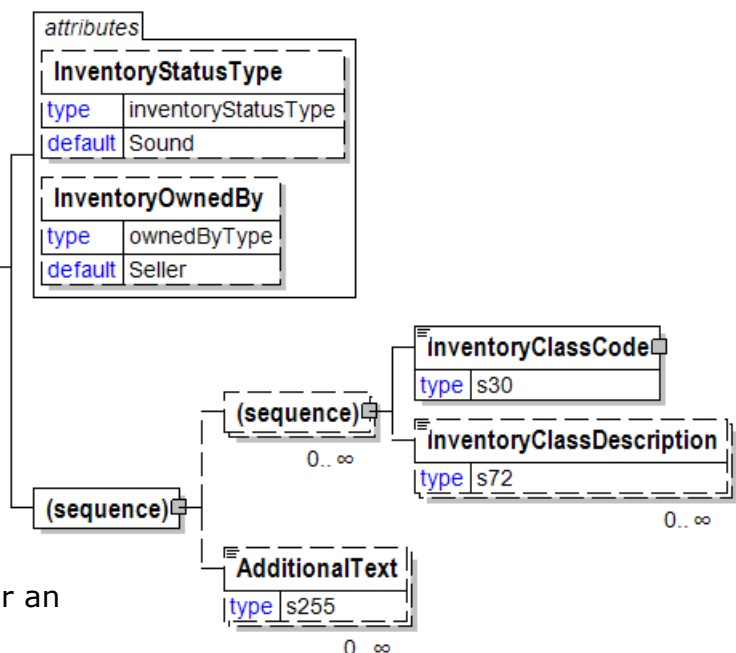 attributes
InventoryStatusType
type inventoryStatusType
default Sound
InventoryOwnedBy
type ownedByType
default Seller
InventoryClassCode
type s30
(sequence)
0.. ∞
InventoryClassDescription
type s72
0.. ∞
(sequence)
AdditionalText
type s255
r an
0.. ∞